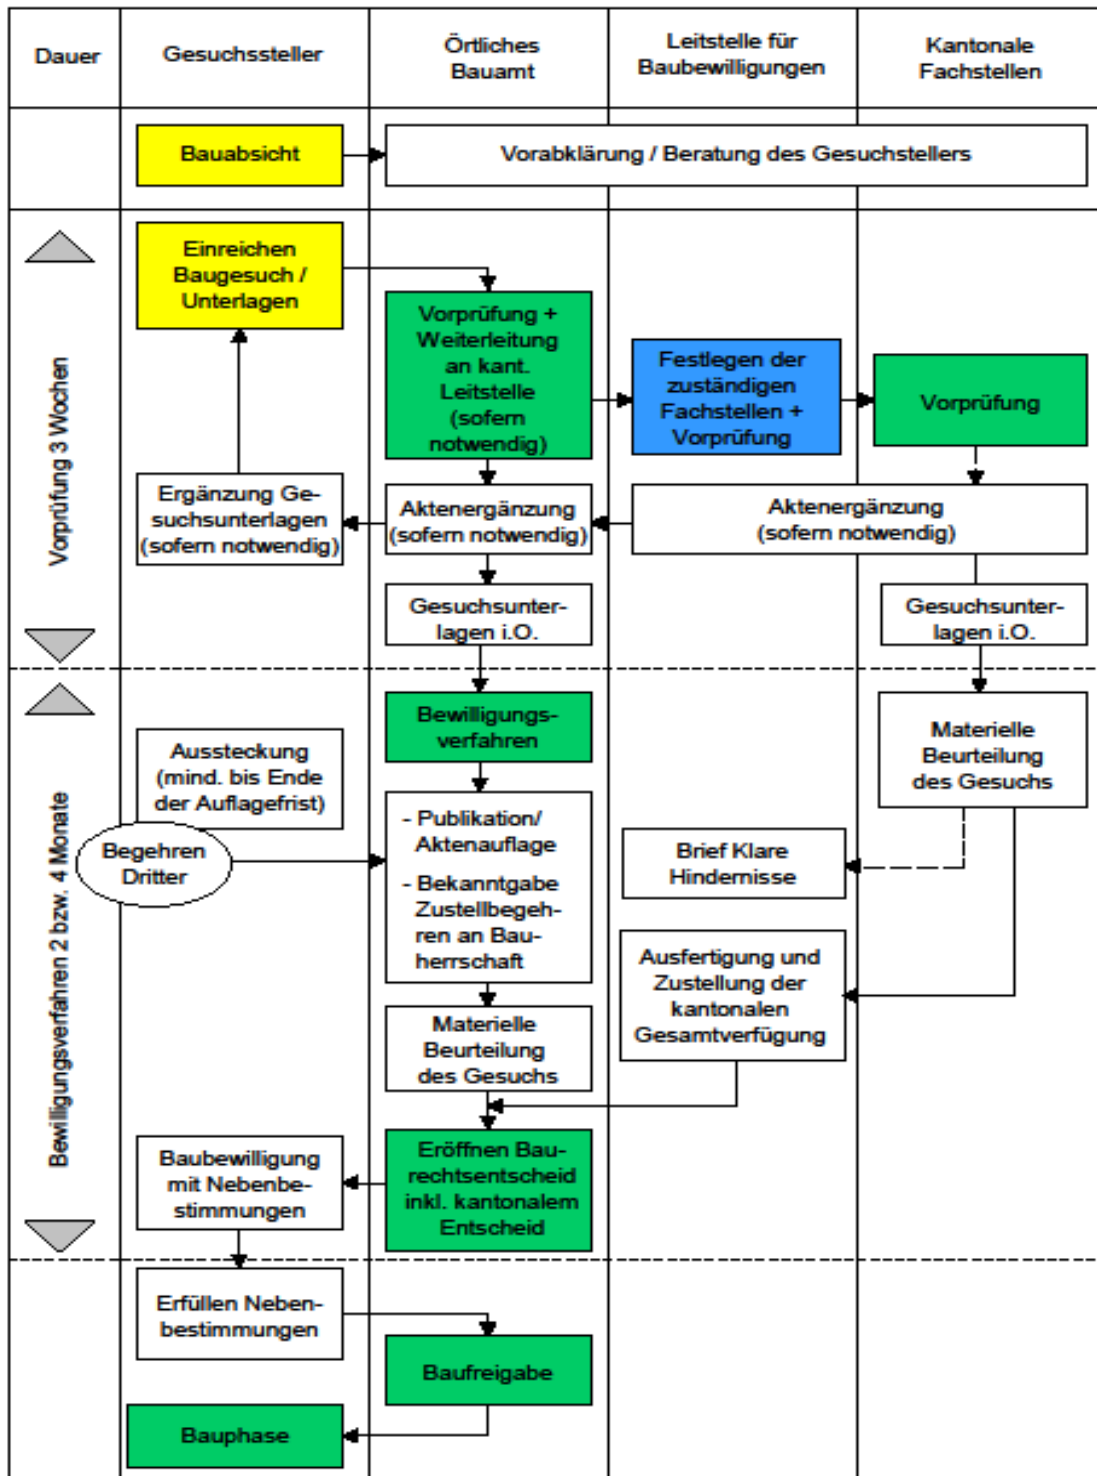 Dauer
Gesuchssteller
Örtliches
Bauamt
Leitstelle für
Baubewilligungen
Kantonale
Fachstellen
Bauabsicht
Vorabklärung / Beratung des Gesuchstellers
Vorprüfung 3 Wochen
Einreichen
Baugesuch /
Unterlagen
Vorprüfung +
Weiterleitung
an kant.
Leitstelle
(sofern
notwendig)
Festlegen der
zuständigen
Fachstellen +
Vorprüfung
Vorprüfung
Ergänzung Ge-
suchsunterlagen
(sofern notwendig)
Aktenergänzung
(sofern notwendig)
Aktenergänzung
(sofern notwendig)
Gesuchsunter-
lagen i.O.
Gesuchsunter-
lagen i.O.
Bewilligungsverfahren 2 bzw. 4 Monate
Bewilligungs-
verfahren
Materielle
Beurteilung
des Gesuchs
Aussteckung
(mind. bis Ende
der Auflagefrist)
Begehren
Dritter
- Publikation/
Aktenauflage
- Bekanntgabe
Zustellbegeh-
ren an Bau-
herrschaft
Brief Klare
Hindernisse
Ausfertigung und
Zustellung der
kantonalen
Gesamtverfügung
Materielle
Beurteilung
des Gesuchs
Baubewilligung
mit Nebenbe-
stimmungen
Eröffnen Bau-
rechtsentscheid
inkl. kantonalem
Entscheid
Erfüllen Neben-
bestimmungen
Baufreigabe
Bauphase